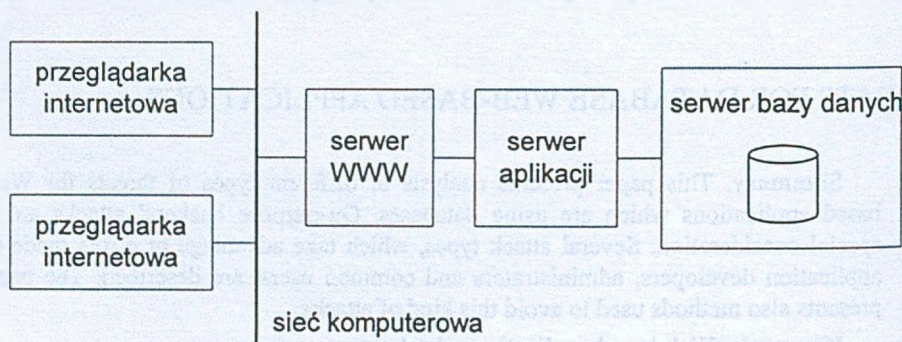 przeglądarka
internetowa
serwer
WWW
serwer
aplikacji
serwer bazy danych
przeglądarka
internetowa
sieć komputerowa